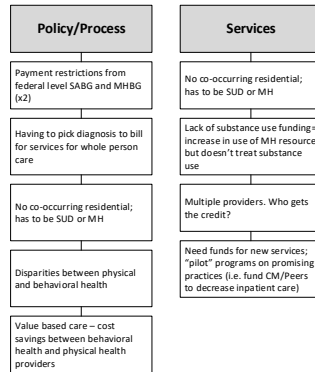 Policy/Process
Payment restrictions from
federal level SABG and MHBG
(x2)
Having to pick diagnosis to bill
for services for whole person
care
No co-occurring residential;
has to be SUD or MH
Disparities between physical
and behavioral health
Value based care – cost
savings between behavioral
health and physical health
providers
Services
No co-occurring residential;
has to be SUD or MH
Lack of substance use funding=
increase in use of MH resource
but doesn't treat substance
use
Multiple providers. Who gets
the credit?
Need funds for new services;
"pilot" programs on promising
practices (i.e. fund CM/Peers
to decrease inpatient care)